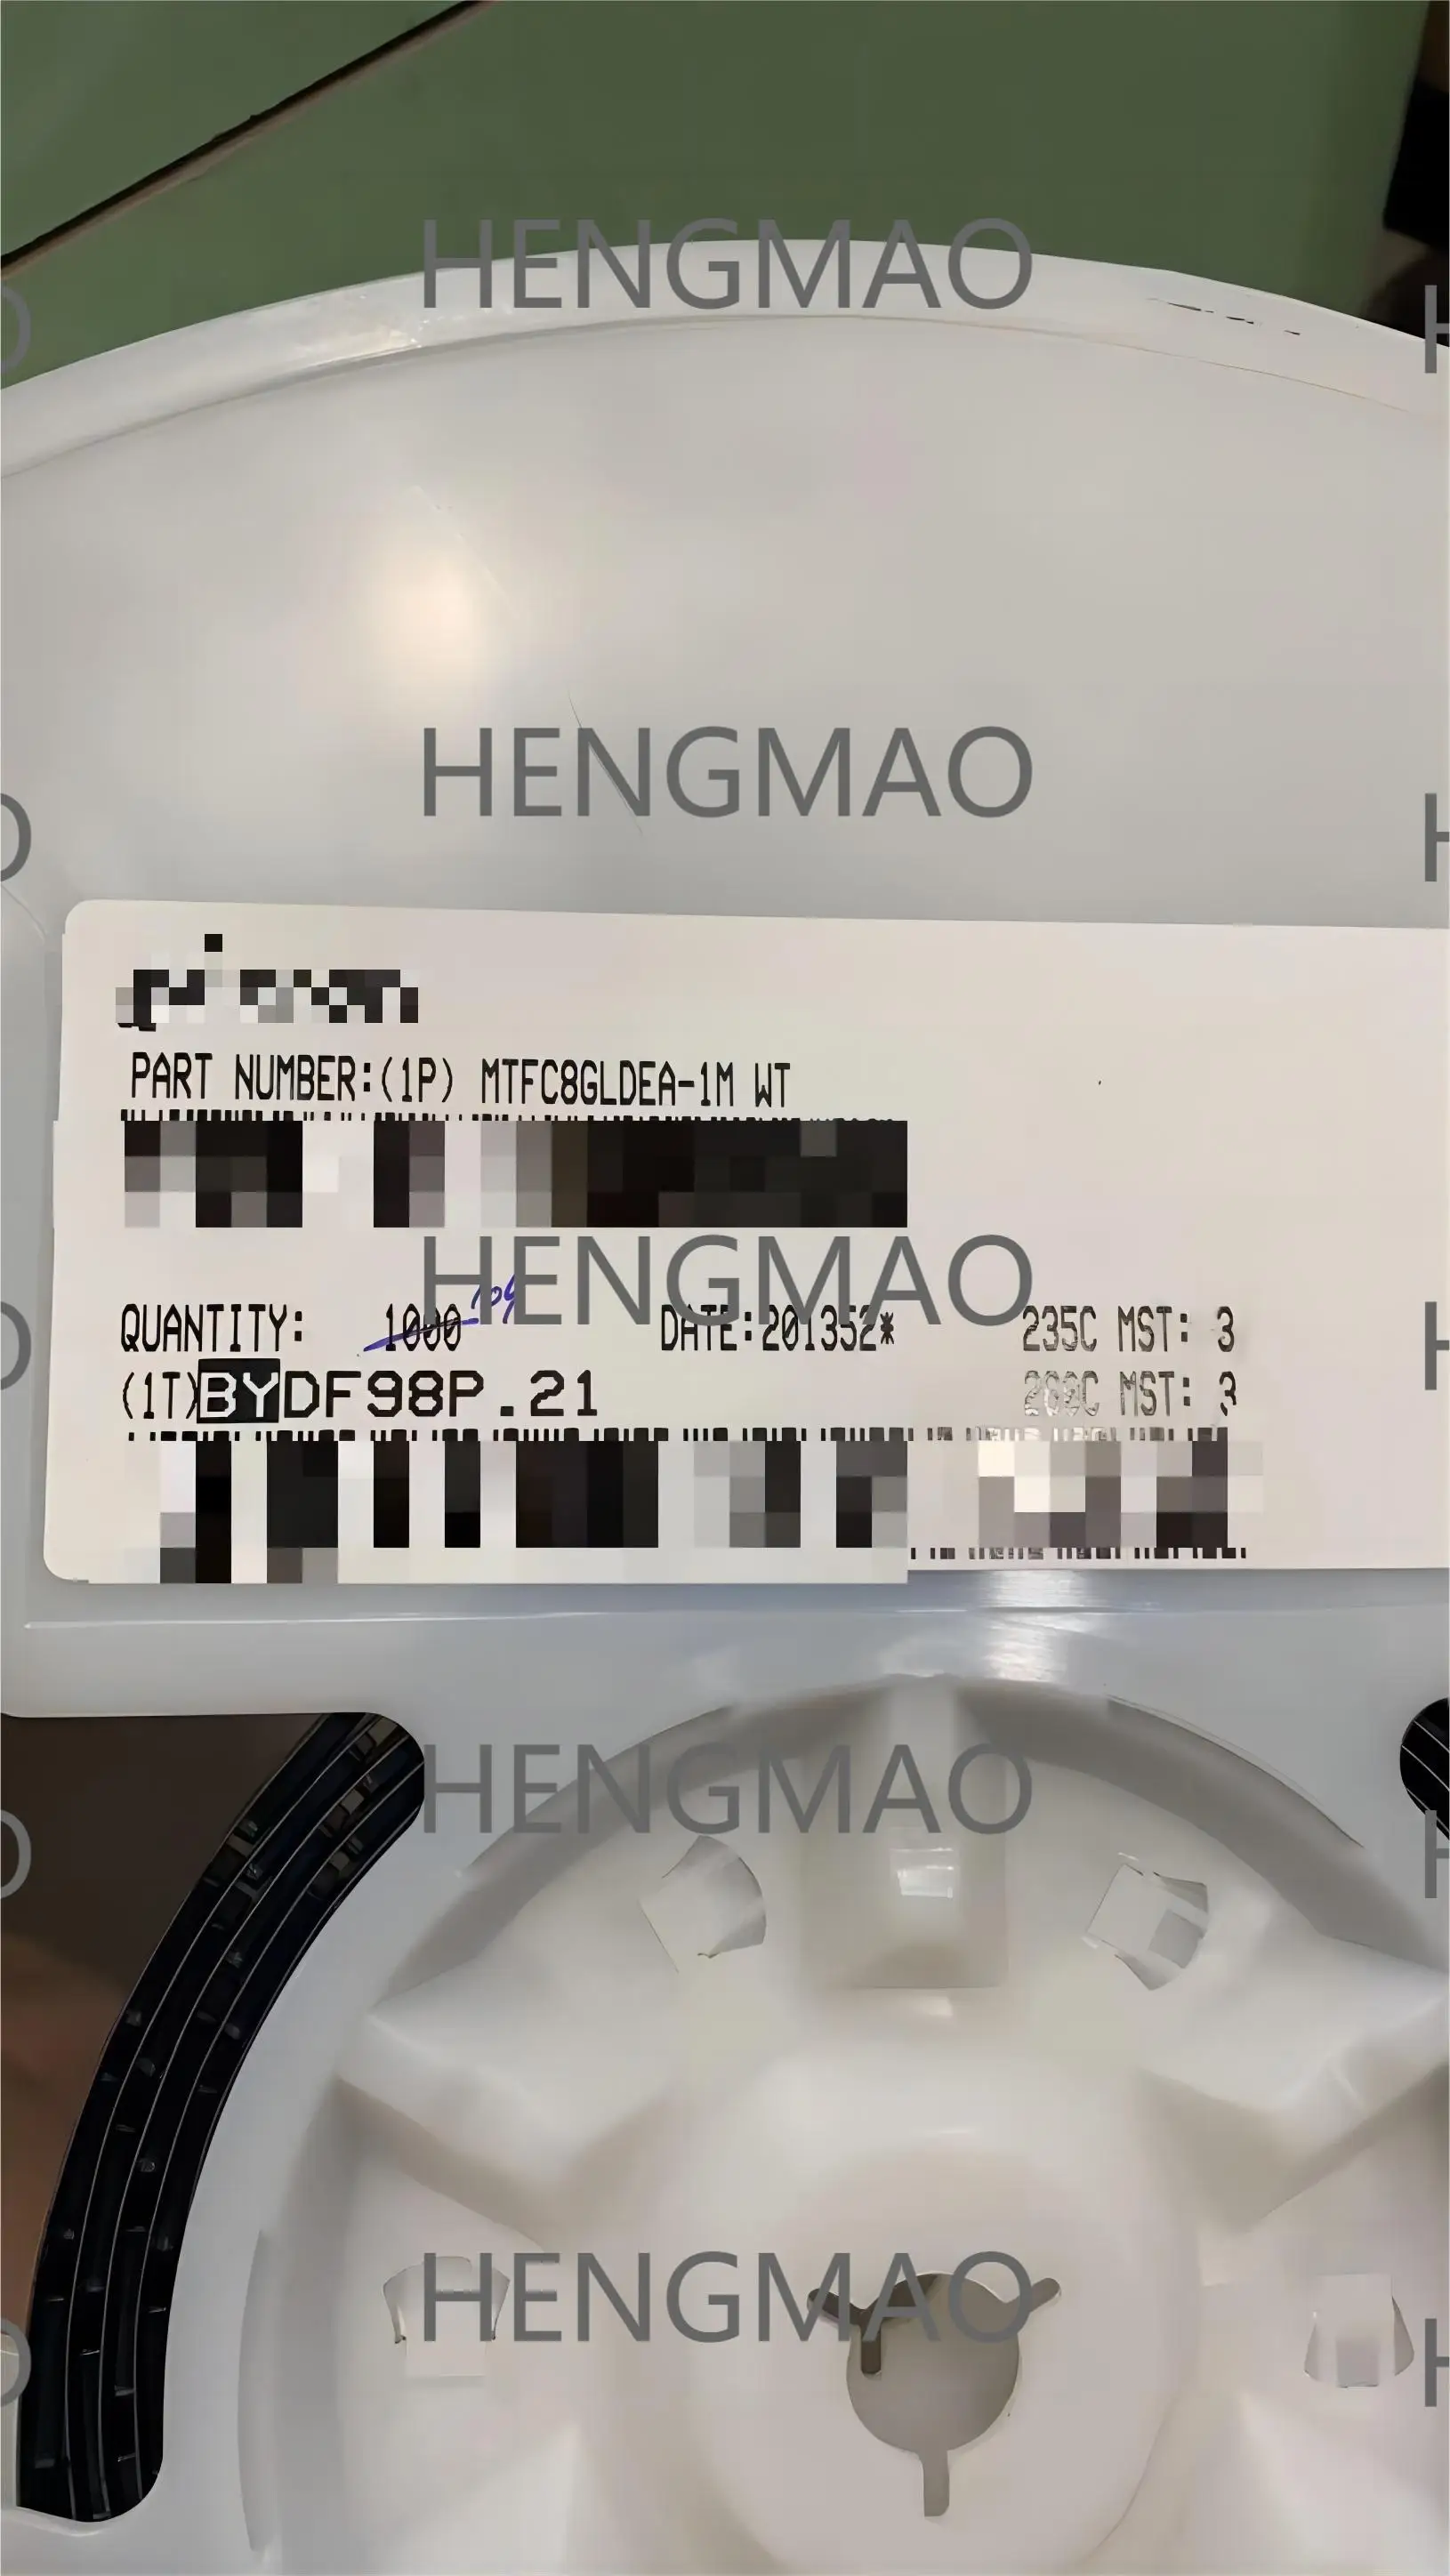 HENGMAO
HENGMAO
PART NUMBER:(1P) MTFC8GLDEA-1M WT
HENGMAO
QUANTITY: 1000 DATE:201352* 235C MST: 3
(1T)BYDF98P.21 260C MST: 3
HENGMAO
HENGMAO